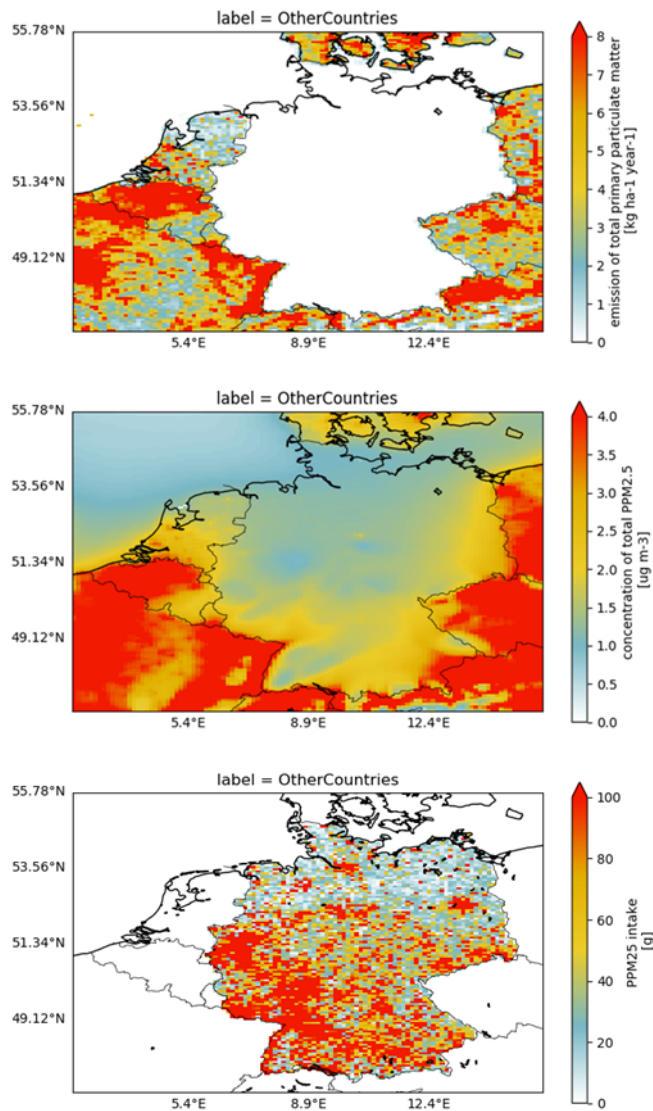 label = OtherCountries
55.78°N
53.56°N
51.34°N
49.12°N
5.4°E 8.9°E 12.4°E
8
7
6
5
4
3
2
1
0
emission of total primary particulate matter
[kg ha-1 year-1]
label = OtherCountries
55.78°N
53.56°N
51.34°N
49.12°N
5.4°E 8.9°E 12.4°E
4.0
3.5
3.0
2.5
2.0
1.5
1.0
0.5
0.0
concentration of total PPM2.5
[ug m-3]
label = OtherCountries
55.78°N
53.56°N
51.34°N
49.12°N
5.4°E 8.9°E 12.4°E
100
80
60
40
20
0
PPM25 intake
[g]